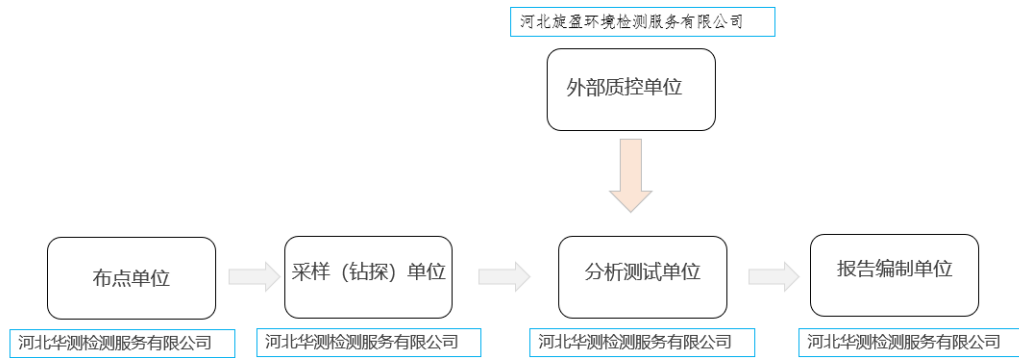 河北旋盈环境检测服务有限公司
外部质控单位
布点单位
采样（钻探）单位
分析测试单位
报告编制单位
河北华测检测服务有限公司
河北华测检测服务有限公司
河北华测检测服务有限公司
河北华测检测服务有限公司